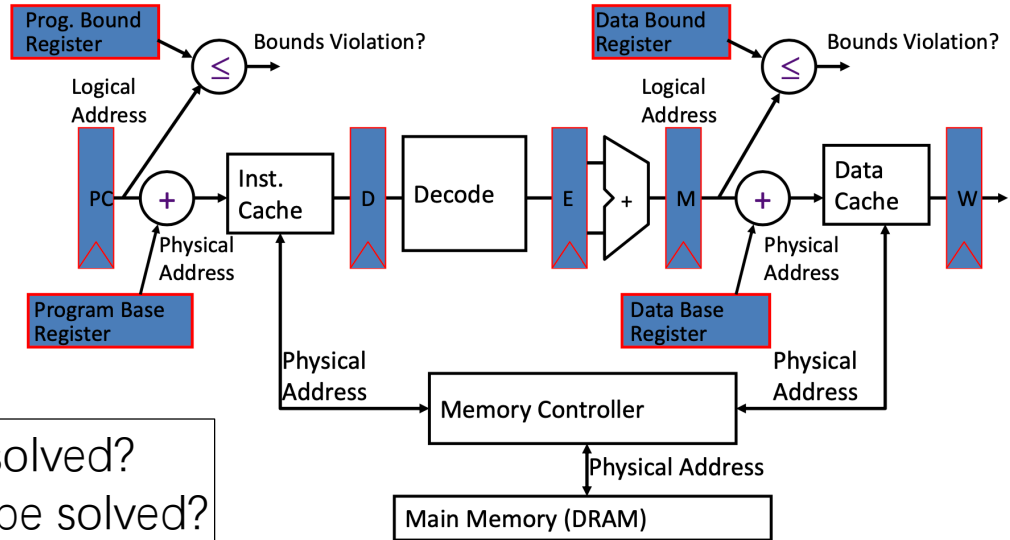 Prog. Bound
Register
Bounds Violation?
≤
Logical
Address
Data Bound
Register
Bounds Violation?
≤
Logical
Address
PC
+
Inst.
Cache
D
Decode
E
+
M
+
Data
Cache
W
Physical
Address
Physical
Address
Program Base
Register
Data Base
Register
Physical
Address
Physical
Address
Memory Controller
Physical Address
Main Memory (DRAM)
solved?
be solved?